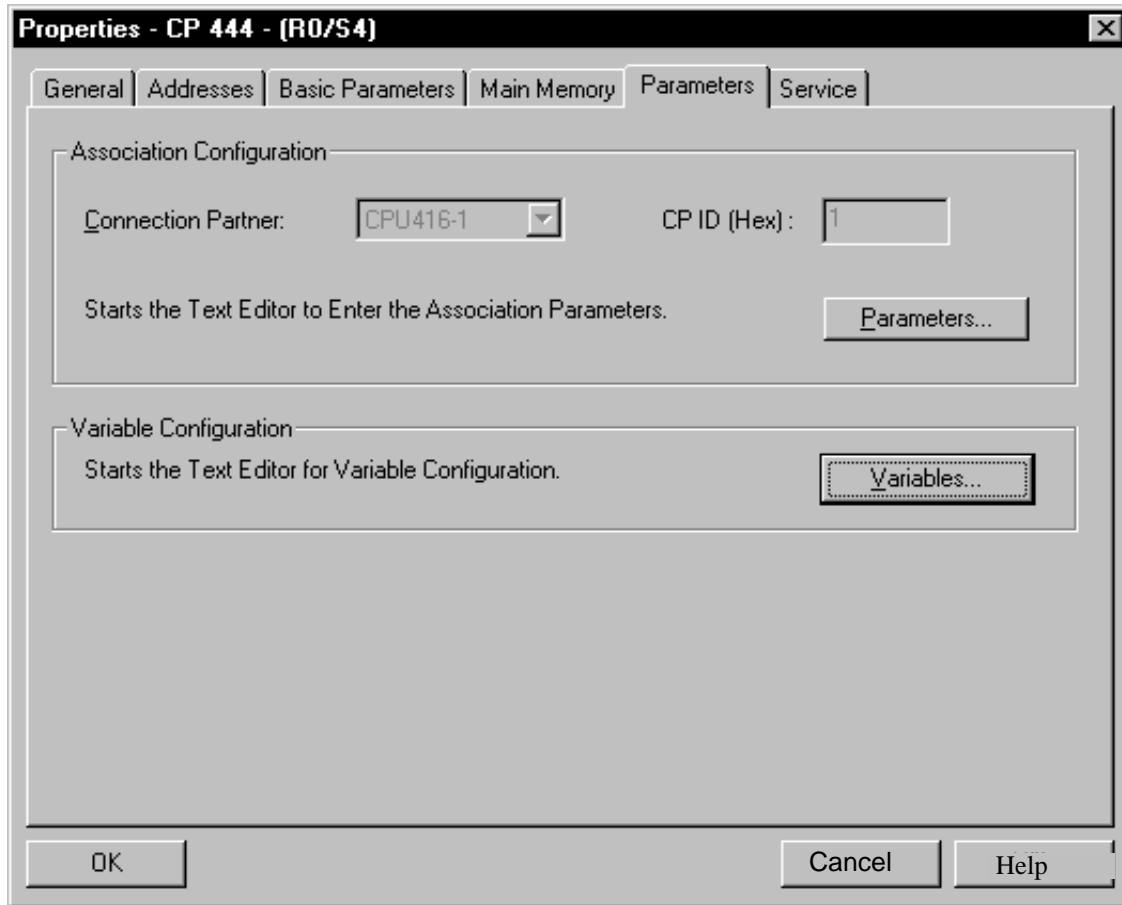 Properties - CP 444 - (R0/S4)
General Addresses Basic Parameters Main Memory Parameters Service
Association Configuration
Connection Partner: CPU416-1 CP ID (Hex) : 1
Starts the Text Editor to Enter the Association Parameters. Parameters...
Variable Configuration
Starts the Text Editor for Variable Configuration. Variables...
OK Cancel Help